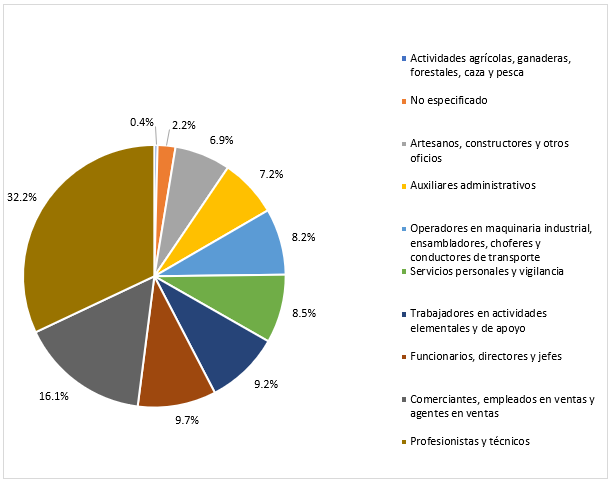 0.4%
2.2%
6.9%
7.2%
8.2%
8.5%
9.2%
9.7%
16.1%
32.2%
Actividades agrícolas, ganaderas,
forestales, caza y pesca
No especificado
Artesanos, constructores y otros
oficios
Auxiliares administrativos
Operadores en maquinaria industrial,
ensambladores, choferes y
conductores de transporte
Servicios personales y vigilancia
Trabajadores en actividades
elementales y de apoyo
Funcionarios, directores y jefes
Comerciantes, empleados en ventas y
agentes en ventas
Profesionistas y técnicos